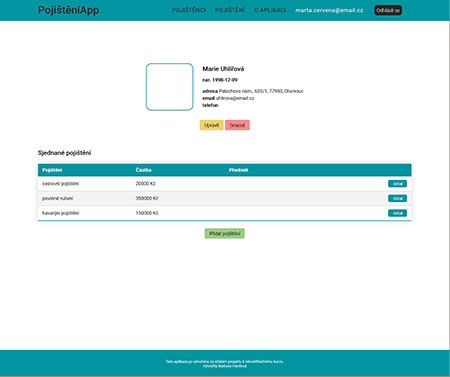 PojištěníApp
POJIŠTĚNCI POJIŠTĚNÍ O APLIKACI marta.cervena@email.cz Odhlásit se
Marie Uhlířová
nar. 1998-12-09
adresa Palachovo nám., 620/1, 77900, Olomouc
email uhlirova@email.cz
telefon
Upravit Smazat
Sjednané pojištění
Pojištění Částka Předmět
cestovní pojištění 20000 Kč detail
povinné ručení 350000 Kč detail
havarijní pojištění 150000 Kč detail
Přidat pojištění
Tato aplikace je vytvořena za účelem projektu k rekvalifikačnímu kurzu.
Vytvořila Barbora